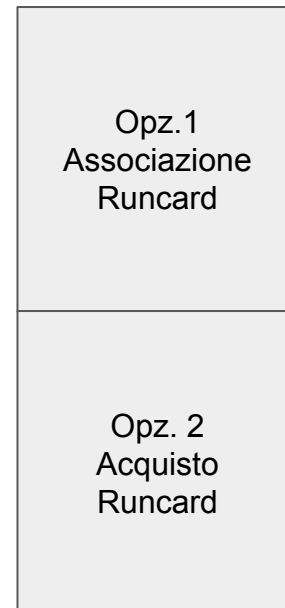 Opz.1
Associazione
Runcard
Opz. 2
Acquisto
Runcard